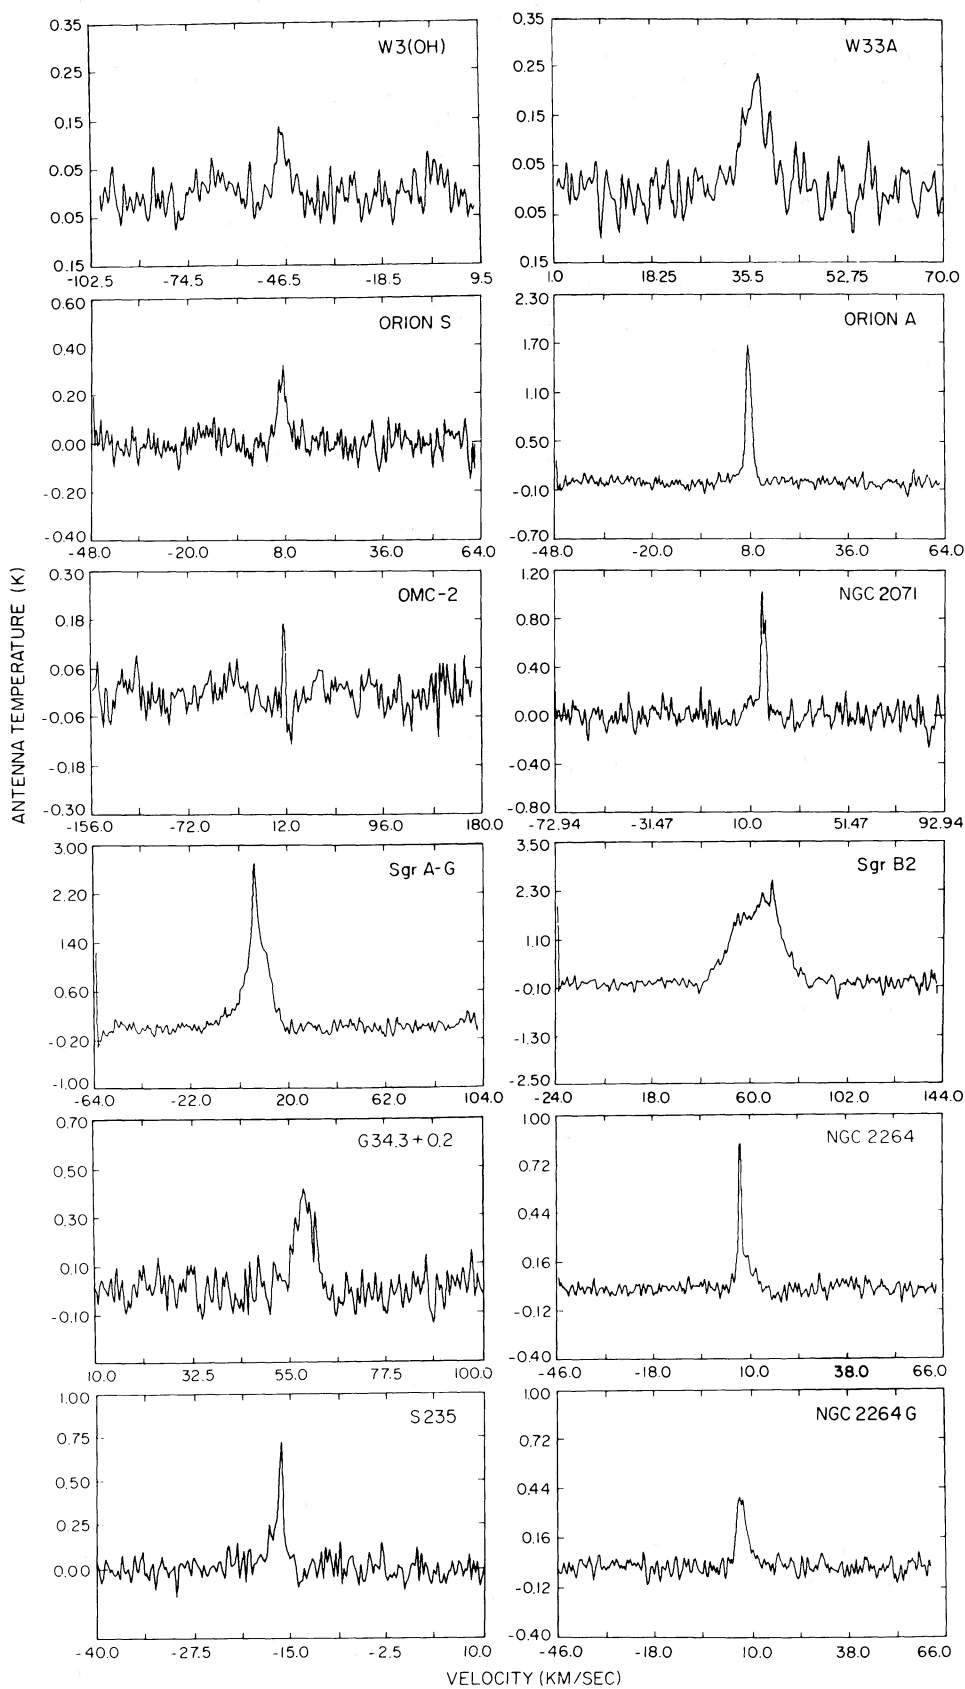 ANTENNA TEMPERATURE (K)
W3(OH)
0.35
0.25
0.15
0.05
0.05
0.15
-102.5 -74.5 -46.5 -18.5 9.5
W33A
0.35
0.25
0.15
0.05
0.05
0.15
1.0 18.25 35.5 52.75 70.0
ORION S
0.60
0.40
0.20
0.00
-0.20
-0.40
-48.0 -20.0 8.0 36.0 64.0
ORION A
2.30
1.70
1.10
0.50
-0.10
-0.70
-48.0 -20.0 8.0 36.0 64.0
OMC-2
0.30
0.18
0.06
-0.06
-0.18
-0.30
-156.0 -72.0 12.0 96.0 180.0
NGC 2071
1.20
0.80
0.40
0.00
-0.40
-0.80
-72.94 -31.47 10.0 51.47 92.94
Sgr A-G
3.00
2.20
1.40
0.60
-0.20
-1.00
-64.0 -22.0 20.0 62.0 104.0
Sgr B2
3.50
2.30
1.10
-0.10
-1.30
-2.50
-24.0 18.0 60.0 102.0 144.0
G34.3+0.2
0.70
0.50
0.30
0.10
-0.10
10.0 32.5 55.0 77.5 100.0
NGC 2264
1.00
0.72
0.44
0.16
-0.12
-0.40
-46.0 -18.0 10.0 38.0 66.0
S235
1.00
0.75
0.50
0.25
0.00
-40.0 -27.5 -15.0 -2.5 10.0
NGC 2264 G
1.00
0.72
0.44
0.16
-0.12
-0.40
-46.0 -18.0 10.0 38.0 66.0
VELOCITY (KM/SEC)